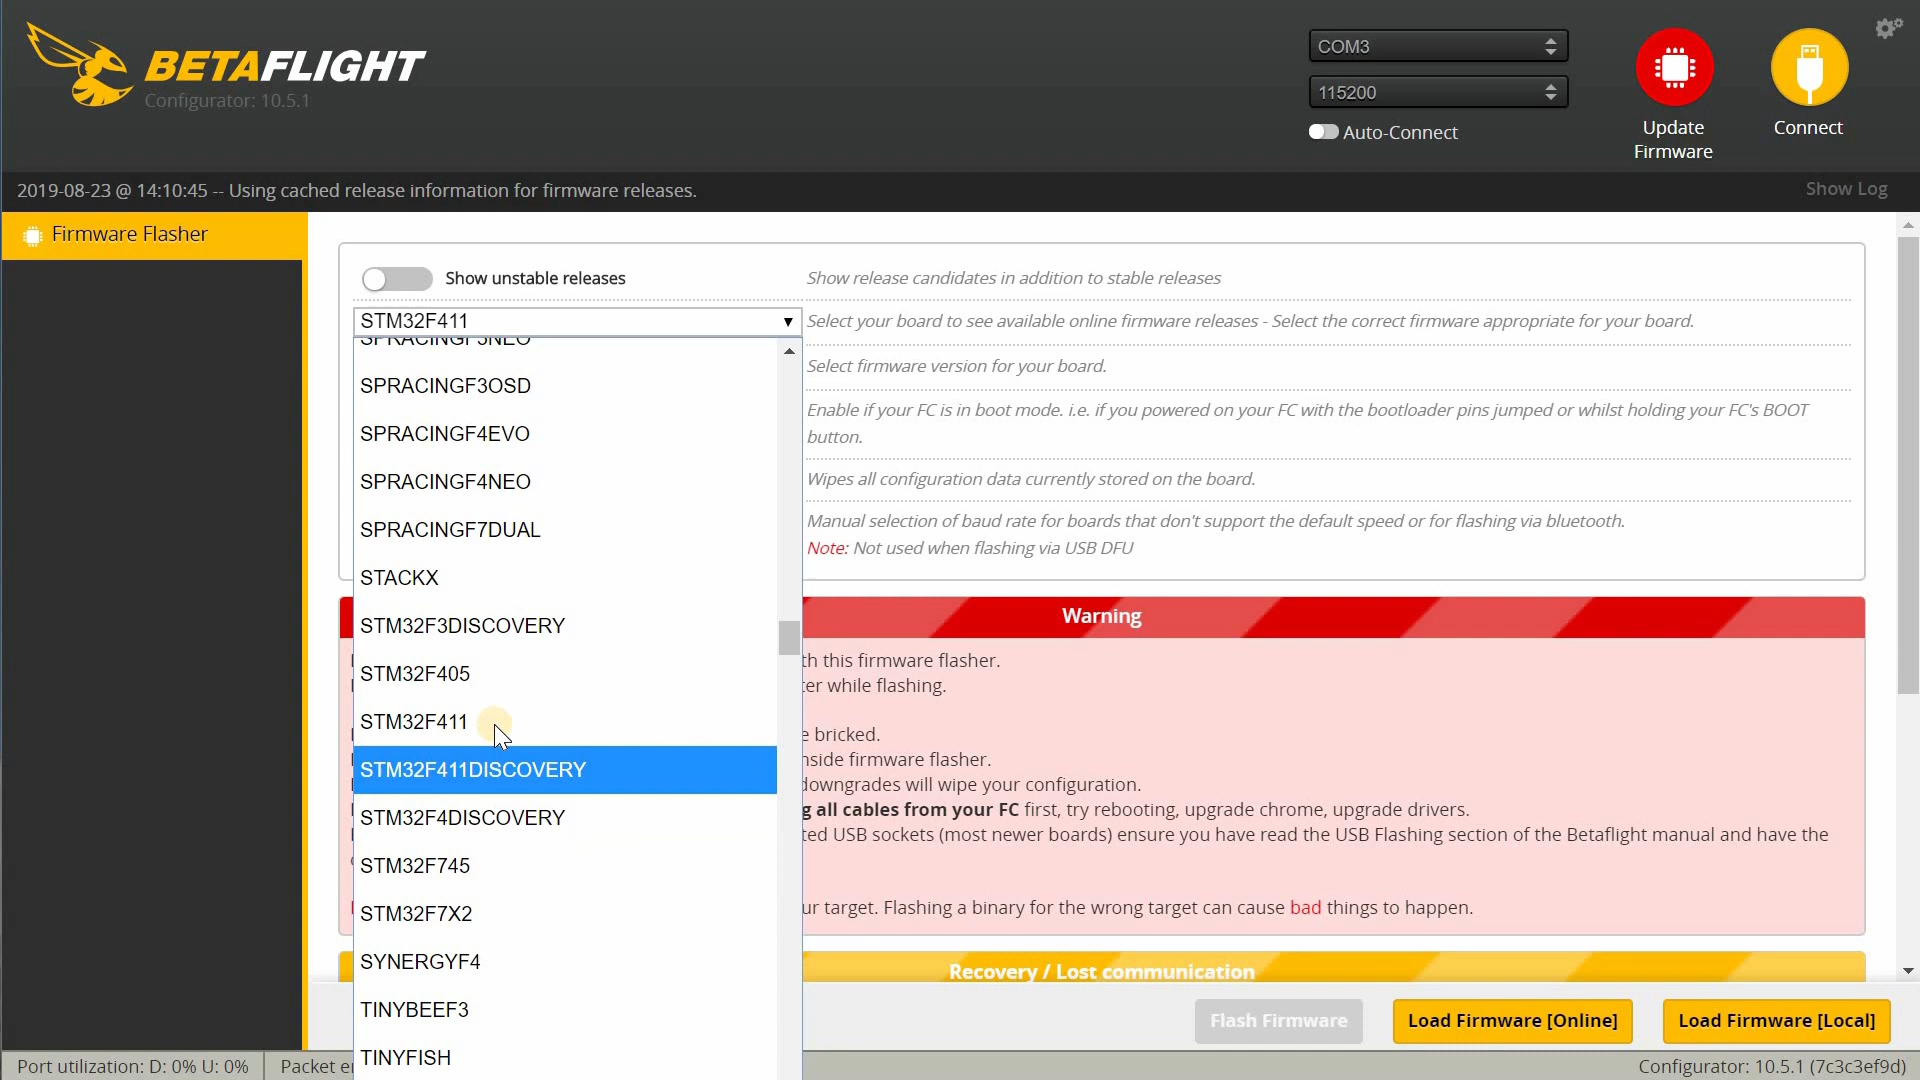 BETAFLIGHT
Configurator: 10.5.1
COM3
115200
Auto-Connect
Update
Firmware
Connect
2019-08-23 @ 14:10:45 -- Using cached release information for firmware releases.
Show Log
Firmware Flasher
Show unstable releases
Show release candidates in addition to stable releases
STM32F411
Select your board to see available online firmware releases - Select the correct firmware appropriate for your board.
SPRACINGF3NEO
Select firmware version for your board.
SPRACINGF3OSD
Enable if your FC is in boot mode. i.e. if you powered on your FC with the bootloader pins jumped or whilst holding your FC's BOOT
button.
SPRACINGF4EVO
SPRACINGF4NEO
Wipes all configuration data currently stored on the board.
SPRACINGF7DUAL
Manual selection of baud rate for boards that don't support the default speed or for flashing via bluetooth.
Note: Not used when flashing via USB DFU
STACKX
STM32F3DISCOVERY
STM32F405
STM32F411
STM32F411DISCOVERY
STM32F4DISCOVERY
STM32F745
STM32F7X2
SYNERGYF4
TINYBEEF3
TINYFISH
Warning
th this firmware flasher.
er while flashing.
e bricked.
nside firmware flasher.
downgrades will wipe your configuration.
g all cables from your FC first, try rebooting, upgrade chrome, upgrade drivers.
ted USB sockets (most newer boards) ensure you have read the USB Flashing section of the Betaflight manual and have the
ur target. Flashing a binary for the wrong target can cause bad things to happen.
Recovery / Lost communication
Flash Firmware
Load Firmware [Online]
Load Firmware [Local]
Port utilization: D: 0% U: 0%
Packet e
Configurator: 10.5.1 (7c3c3ef9d)